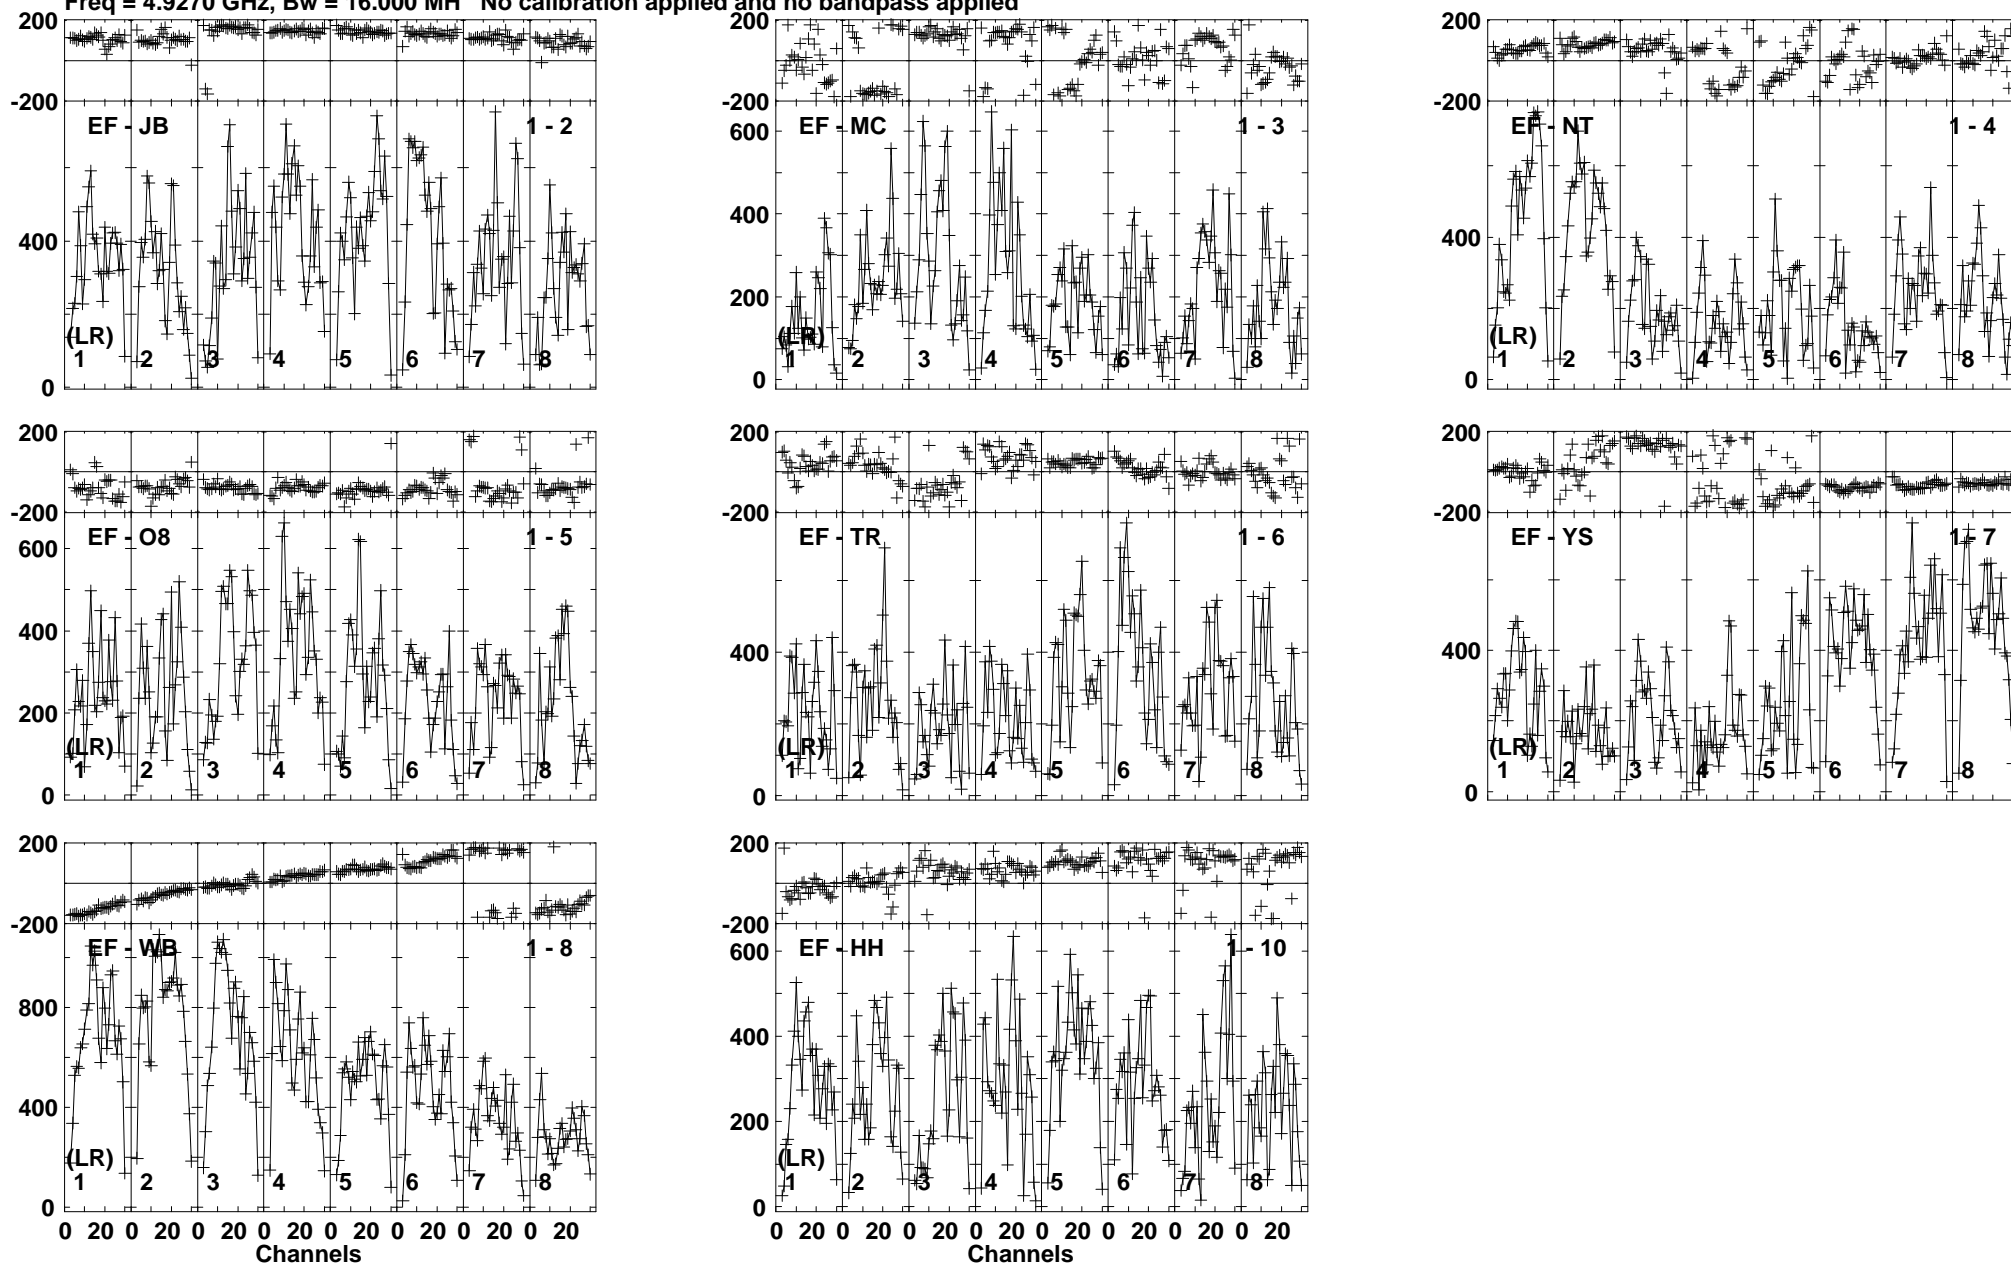 Freq = 4.9270 GHz, Bw = 16.000 MH No calibration applied and no bandpass applied
200 200 200
-200 -200 -200
EF - JB 1 - 2 EF - MC 1 - 3 EF - NT 1 - 4
600
400 400 400
200
(LR) (LR) (LR)
1 2 3 4 5 6 7 8 1 2 3 4 5 6 7 8 1 2 3 4 5 6 7 8
0 0 0
200 200 200
-200 -200 -200
EF - O8 1 - 5 EF - TR 1 - 6 EF - YS 1 - 7
600
400 400 400
200
(LR) (LR) (LR)
1 2 3 4 5 6 7 8 1 2 3 4 5 6 7 8 1 2 3 4 5 6 7 8
0 0 0
200 200
-200 -200
EF - WB 1 - 8 EF - HH 1 - 10
600
800
400
400
200
(LR) (LR)
1 2 3 4 5 6 7 8 1 2 3 4 5 6 7 8
0 0
0 20 0 20 0 20 0 20 0 20 0 20 0 20 0 20 0 20 0 20 0 20 0 20 0 20 0 20 0 20 0 20
Channels Channels